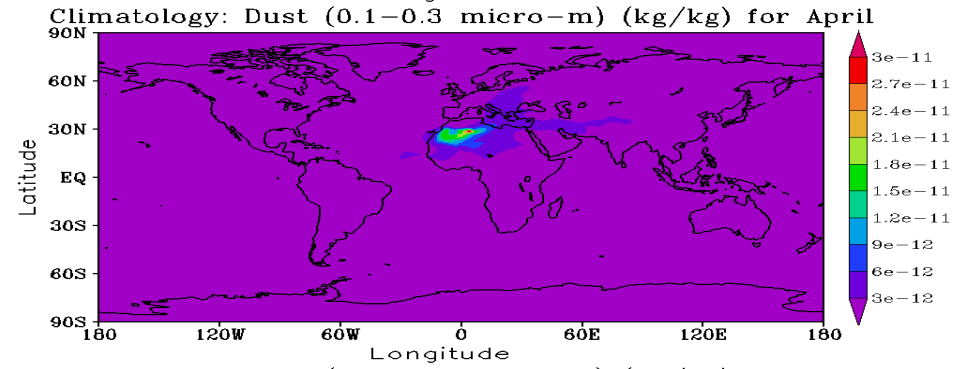 Climatology: Dust (0.1−0.3 micro−m) (kg/kg) for April
90N
60N
30N
EQ
30S
60S
90S
Latitude
180
120W
60W
0
60E
120E
180
Longitude
3e−11
2.7e−11
2.4e−11
2.1e−11
1.8e−11
1.5e−11
1.2e−11
9e−12
6e−12
3e−12